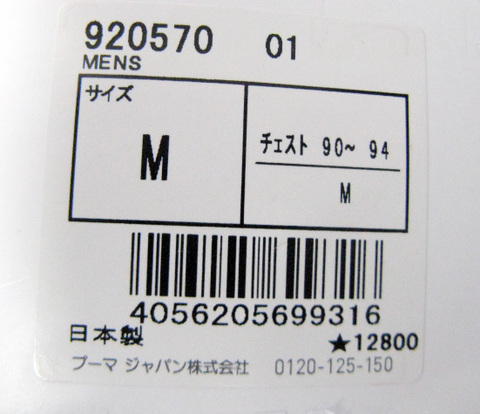 920570 01
MENS
サイズ
M
チェスト 90~ 94
M
4056205699316
日本製 ★12800
プーマ ジャパン株式会社 0120-125-150